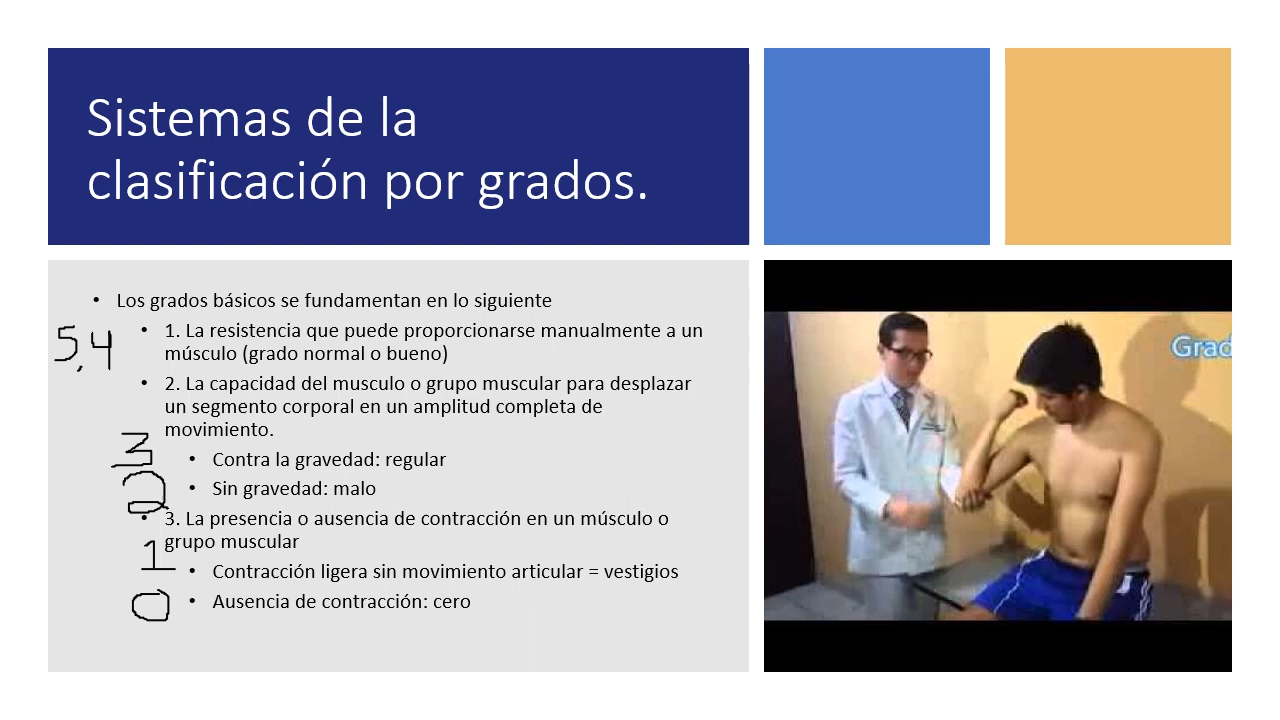 Sistemas de la
clasificación por grados.
• Los grados básicos se fundamentan en lo siguiente
5,4
• 1. La resistencia que puede proporcionarse manualmente a un
músculo (grado normal o bueno)
• 2. La capacidad del musculo o grupo muscular para desplazar
un segmento corporal en un amplitud completa de
movimiento.
3
• Contra la gravedad: regular
2
• Sin gravedad: malo
• 3. La presencia o ausencia de contracción en un músculo o
grupo muscular
1
• Contracción ligera sin movimiento articular = vestigios
0
• Ausencia de contracción: cero
Grad